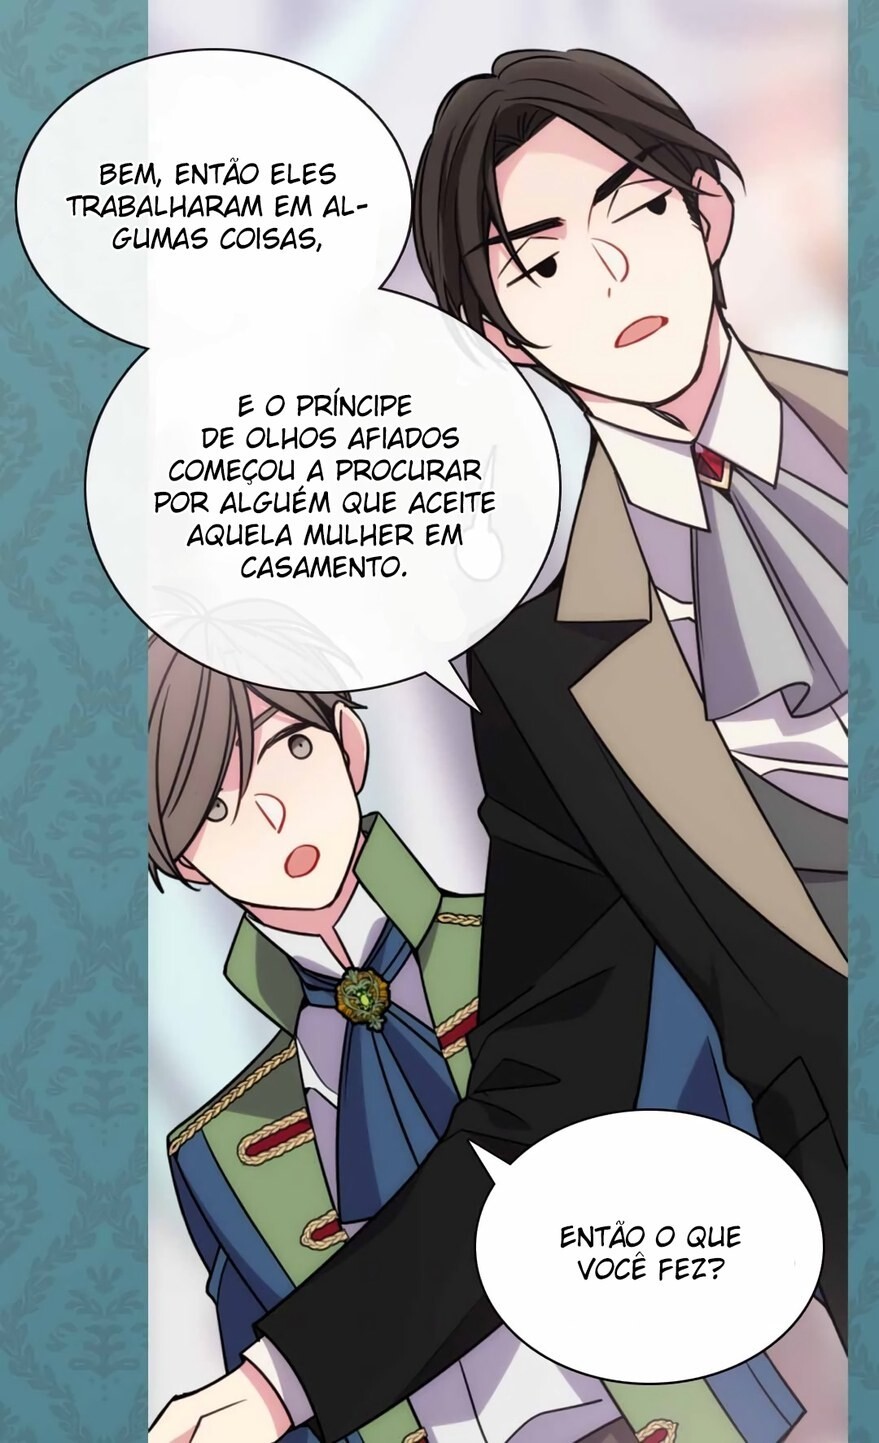 BEM, ENTÃO ELES
TRABALHARAM EM AL-
GUMAS COISAS,
E O PRÍNCIPE
DE OLHOS AFIADOS
COMEÇOU A PROCURAR
POR ALGUÉM QUE ACEITE
AQUELA MULHER EM
CASAMENTO.
ENTÃO O QUE
VOCÊ FEZ?